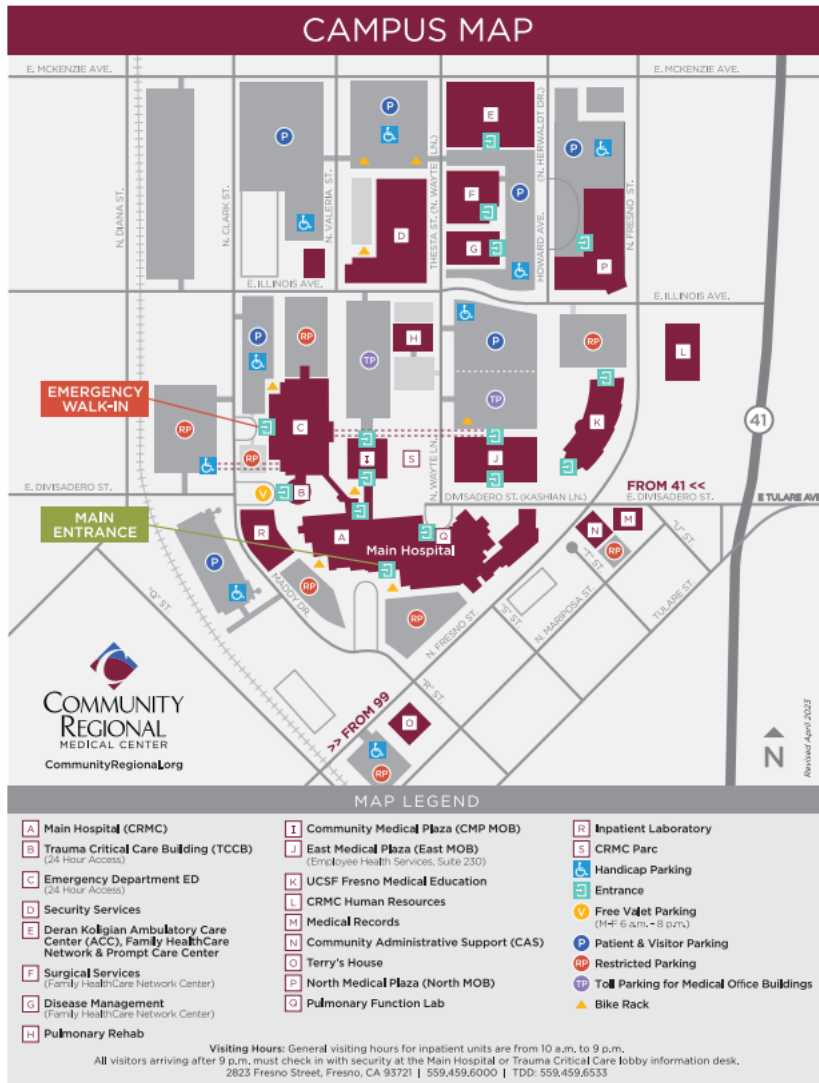 CAMPUS MAP
E. MCKENZIE AVE.
E. MCKENZIE AVE.
N. DIANA ST.
N. CLARK ST.
N. VALERIA ST.
THESTA ST. (N. WAYTE LN.)
HOWARD AVE. (N. HERWALDT DR.)
N. FRESNO ST.
P
P
E
P
F
P
D
G
P
E. ILLINOIS AVE.
E. ILLINOIS AVE.
P
RP
TP
H
P
RP
L
TP
EMERGENCY
WALK-IN
C
K
41
RP
RP
I
S
J
N. WAYTE LN.
FROM 41 <<
E. DIVISADERO ST.
V
B
DIVISADERO ST. (KASHIAN LN.)
E. DIVISADERO ST.
E TULARE AVE
MAIN
ENTRANCE
R
A
Q
Main Hospital
N
M
RP
P
MADDY DR.
RP
RP
"Q" ST.
N. FRESNO ST.
"S" ST.
N. MARIPOSA ST.
"T" ST.
TULARE ST.
"U" ST.
"R" ST.
>> FROM 99
O
RP
COMMUNITY
REGIONAL
MEDICAL CENTER
CommunityRegional.org
N
Revised April 2023
MAP LEGEND
A Main Hospital (CRMC)
B Trauma Critical Care Building (TCCB)
(24 Hour Access)
C Emergency Department ED
(24 Hour Access)
D Security Services
E Deran Koligian Ambulatory Care
Center (ACC), Family HealthCare
Network & Prompt Care Center
F Surgical Services
(Family HealthCare Network Center)
G Disease Management
(Family HealthCare Network Center)
H Pulmonary Rehab
I Community Medical Plaza (CMP MOB)
J East Medical Plaza (East MOB)
(Employee Health Services, Suite 230)
K UCSF Fresno Medical Education
L CRMC Human Resources
M Medical Records
N Community Administrative Support (CAS)
O Terry's House
P North Medical Plaza (North MOB)
Q Pulmonary Function Lab
R Inpatient Laboratory
S CRMC Parc
Handicap Parking
Entrance
V Free Valet Parking
(M-F 6 a.m. - 8 p.m.)
P Patient & Visitor Parking
RP Restricted Parking
TP Toll Parking for Medical Office Buildings
Bike Rack
Visiting Hours: General visiting hours for inpatient units are from 10 a.m. to 9 p.m.
All visitors arriving after 9 p.m. must check in with security at the Main Hospital or Trauma Critical Care lobby information desk.
2823 Fresno Street, Fresno, CA 93721 | 559.459.6000 | TDD: 559.459.6533